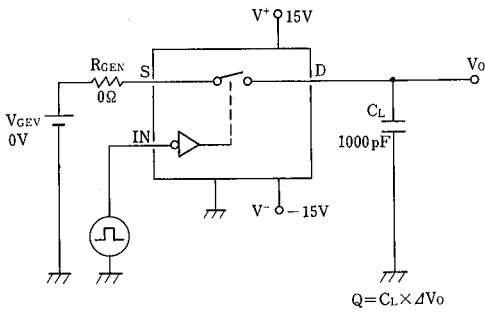 V⁺ 15V
RGEN
0Ω
S
D
VO
VGEV
0V
IN
CL
1000pF
V⁻ -15V
Q=CL×ΔVO